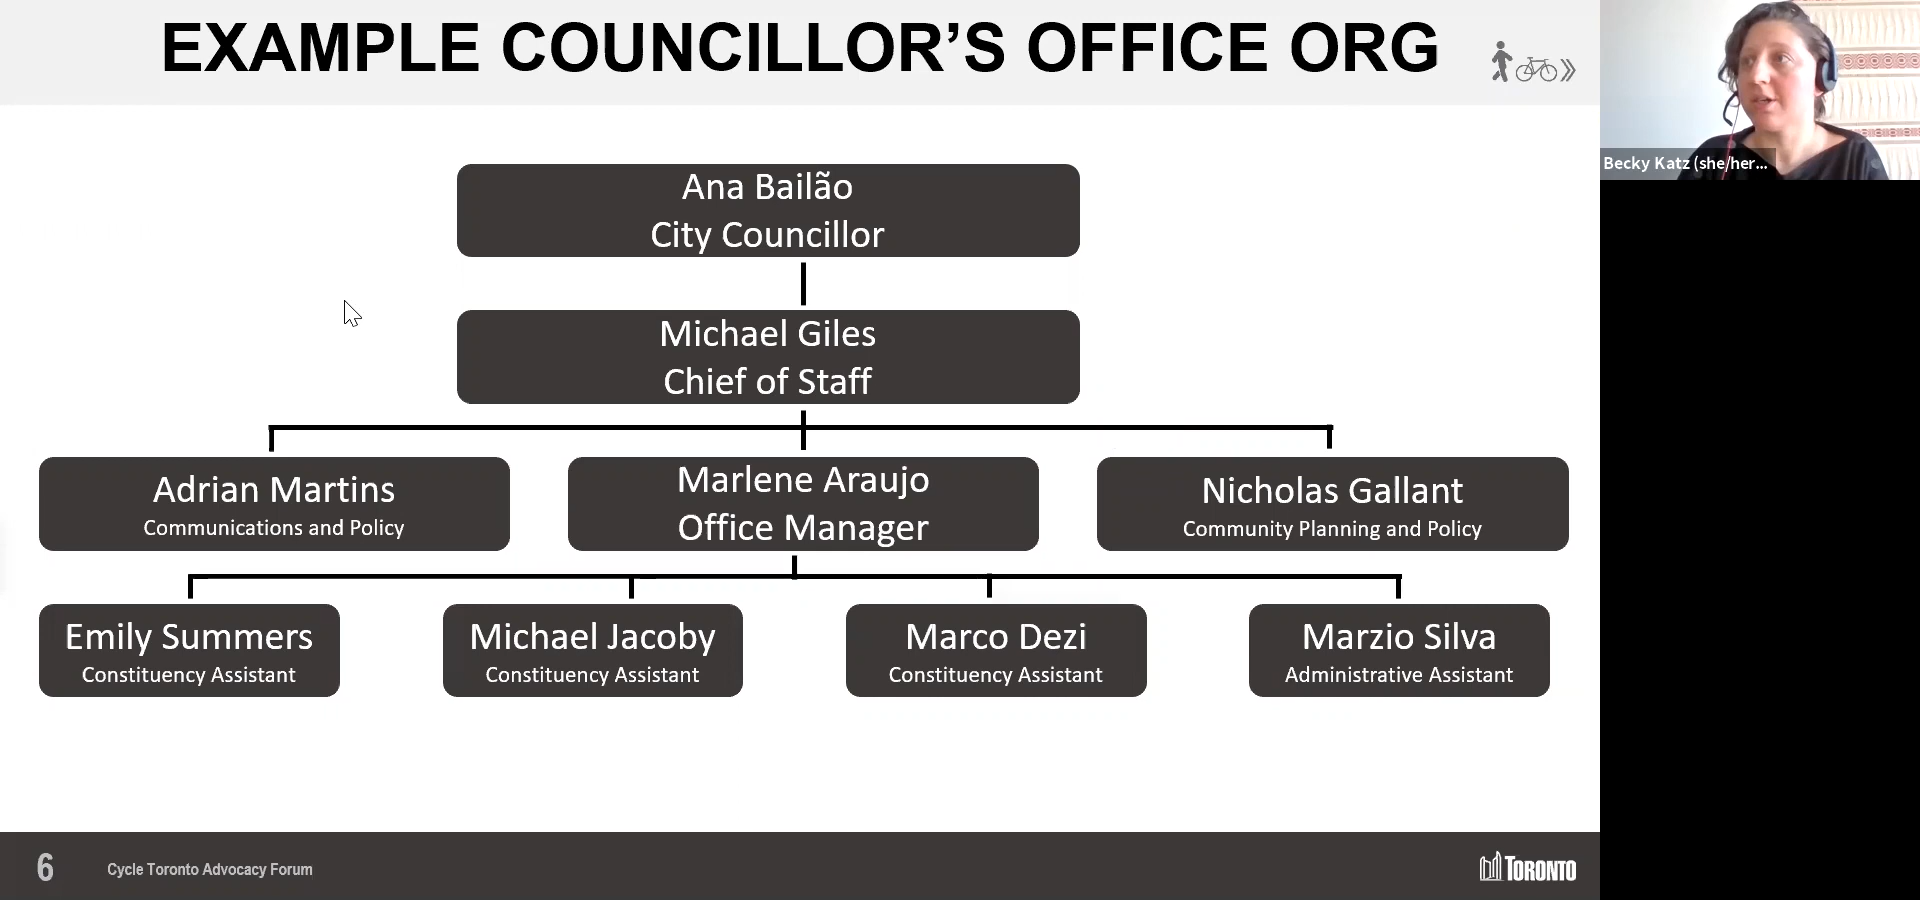 EXAMPLE COUNCILLOR’S OFFICE ORG
Becky Katz (she/her...
Ana Bailão
City Councillor
Michael Giles
Chief of Staff
Adrian Martins
Communications and Policy
Marlene Araujo
Office Manager
Nicholas Gallant
Community Planning and Policy
Emily Summers
Constituency Assistant
Michael Jacoby
Constituency Assistant
Marco Dezi
Constituency Assistant
Marzio Silva
Administrative Assistant
6
Cycle Toronto Advocacy Forum
TORONTO